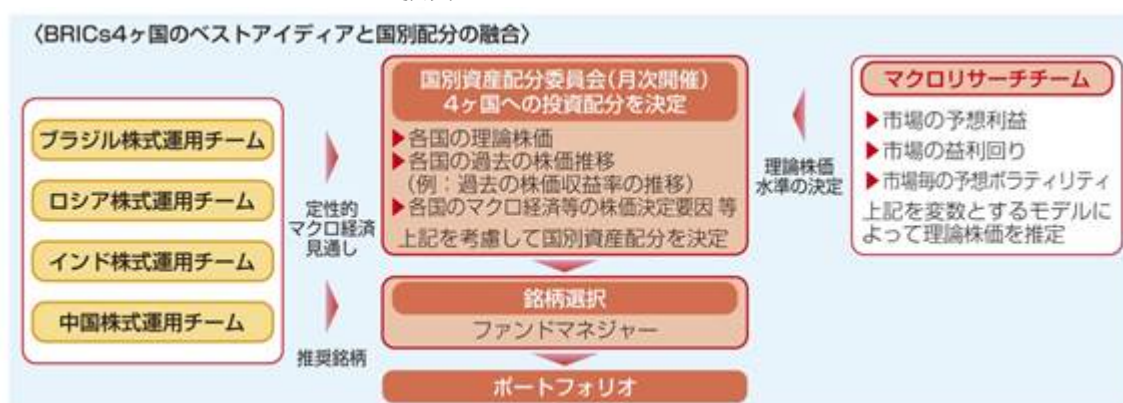 〈BRICs4ヶ国のベストアイディアと国別配分の融合〉
ブラジル株式運用チーム
ロシア株式運用チーム
インド株式運用チーム
中国株式運用チーム
定性的
マクロ経済
見通し
推奨銘柄
国別資産配分委員会(月次開催)
4ヶ国への投資配分を決定
▶各国の理論株価
▶各国の過去の株価推移
(例：過去の株価収益率の推移)
▶各国のマクロ経済等の株価決定要因 等
上記を考慮して国別資産配分を決定
銘柄選択
ファンドマネジャー
ポートフォリオ
理論株価
水準の決定
マクロリサーチチーム
▶市場の予想利益
▶市場の益利回り
▶市場毎の予想ボラティリティ
上記を変数とするモデルに
よって理論株価を推定